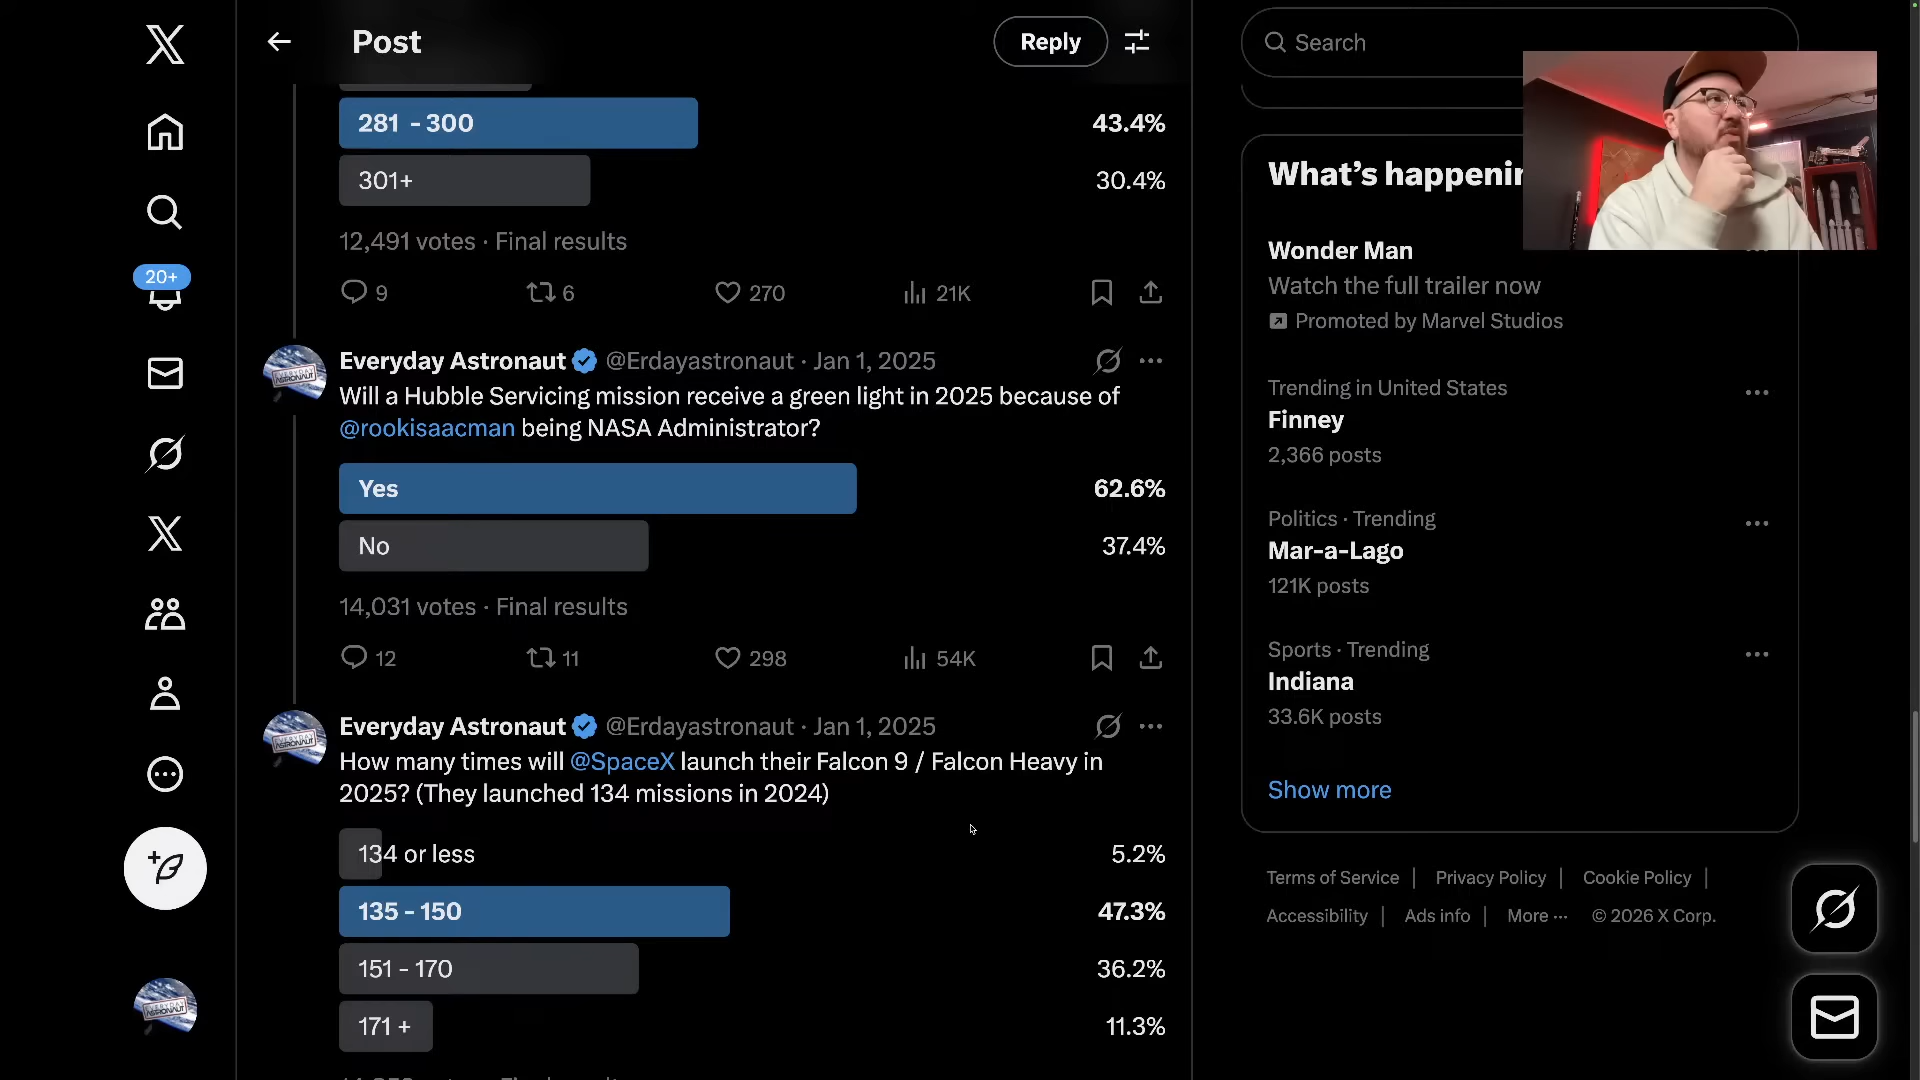 Post
Reply
281 - 300
43.4%
301+
30.4%
12,491 votes · Final results
9
6
270
21K
Everyday Astronaut @Erdayastronaut · Jan 1, 2025
Will a Hubble Servicing mission receive a green light in 2025 because of
@rookisaacman being NASA Administrator?
Yes
62.6%
No
37.4%
14,031 votes · Final results
12
11
298
54K
Everyday Astronaut @Erdayastronaut · Jan 1, 2025
How many times will @SpaceX launch their Falcon 9 / Falcon Heavy in
2025? (They launched 134 missions in 2024)
134 or less
5.2%
135 - 150
47.3%
151 - 170
36.2%
171 +
11.3%
20+
Search
What's
Wonder Man
Watch the full trailer now
Promoted by Marvel Studios
Trending in United States
Finney
2,366 posts
Politics · Trending
Mar-a-Lago
121K posts
Sports · Trending
Indiana
33.6K posts
Show more
Terms of Service | Privacy Policy | Cookie Policy |
Accessibility | Ads info | More ··· © 2026 X Corp.